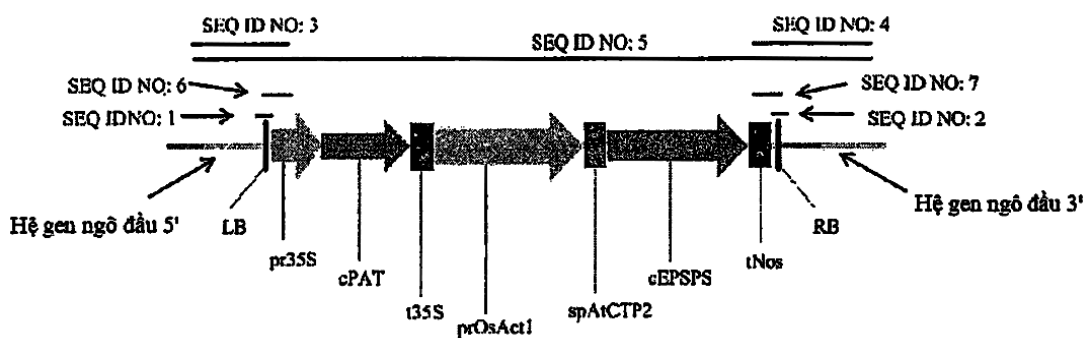 SEQ ID NO: 3
SEQ ID NO: 4
SEQ ID NO: 5
SEQ ID NO: 6
SEQ ID NO: 7
SEQ IDNO: 1
SEQ ID NO: 2
Hệ gen ngô đầu 5'
LB
RB
Hệ gen ngô đầu 3'
pr35S
cPAT
t35S
prOsAct1
spAtCTP2
cEPSPS
tNos